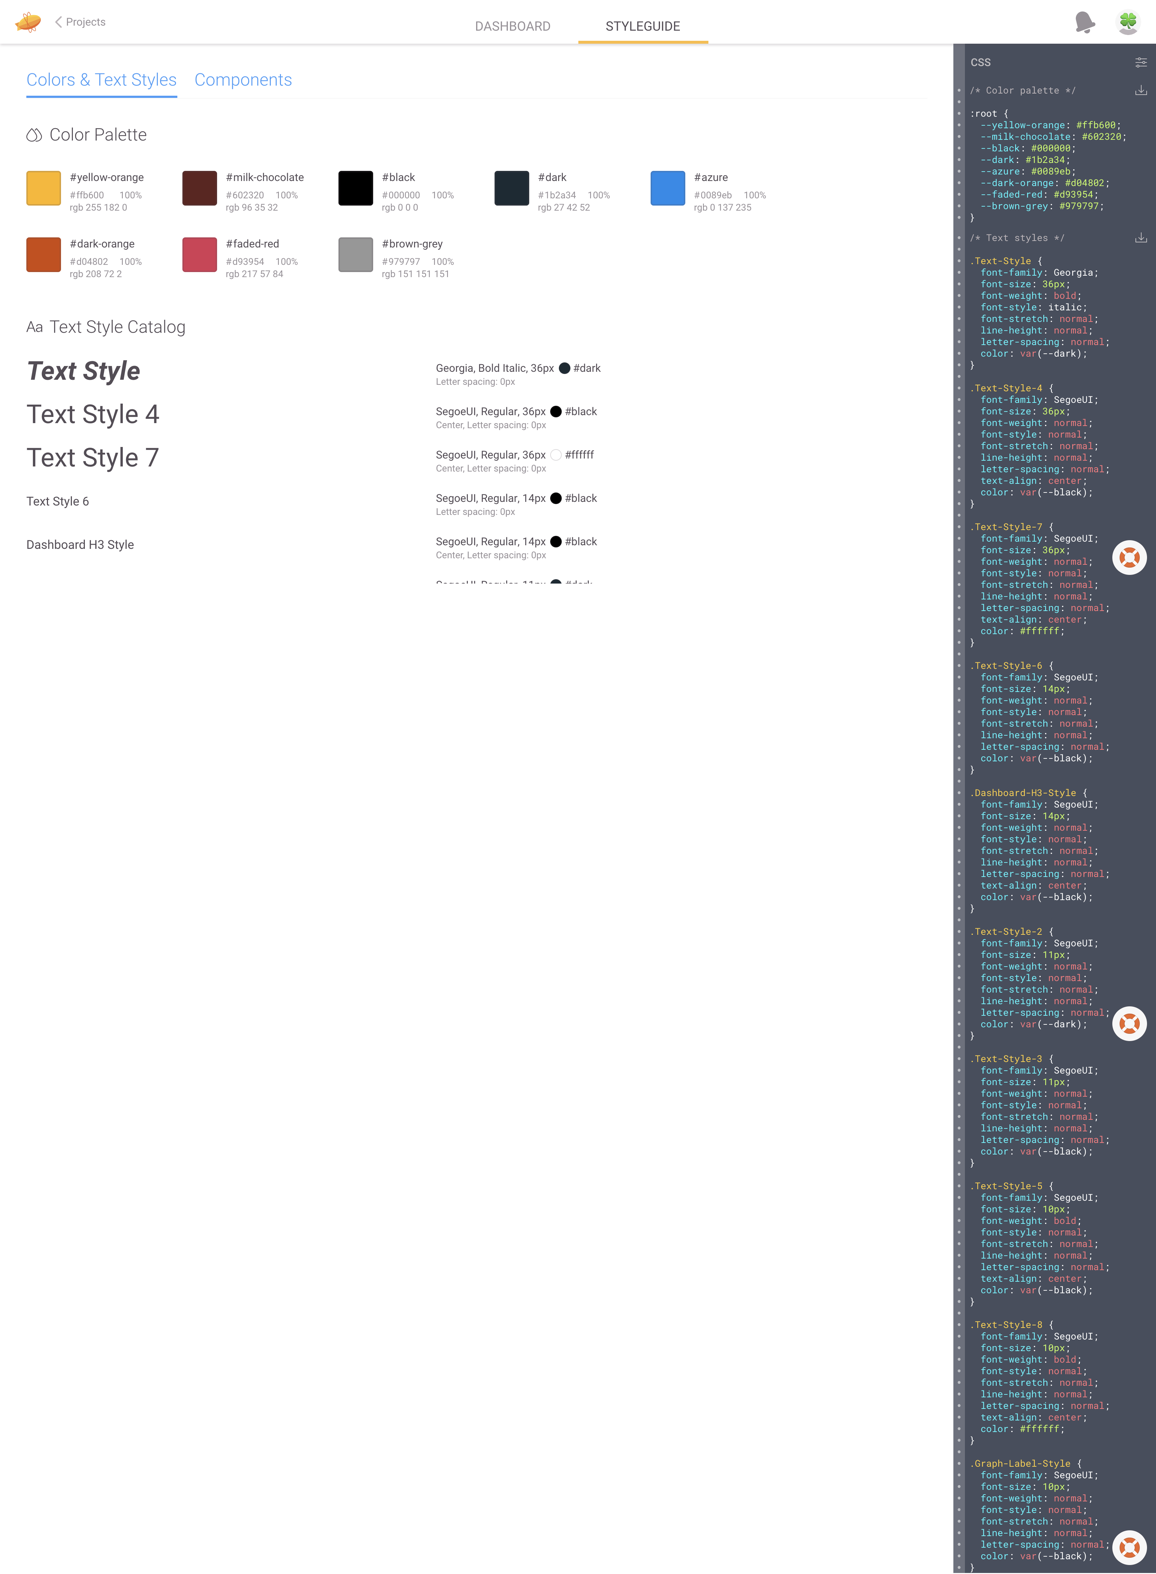 Projects
DASHBOARD
STYLEGUIDE
Colors & Text Styles
Components
Color Palette
#yellow-orange
#ffb600 100%
rgb 255 182 0
#milk-chocolate
#602320 100%
rgb 96 35 32
#black
#000000 100%
rgb 0 0 0
#dark
#1b2a34 100%
rgb 27 42 52
#azure
#0089eb 100%
rgb 0 137 235
#dark-orange
#d04802 100%
rgb 208 72 2
#faded-red
#d93954 100%
rgb 217 57 84
#brown-grey
#979797 100%
rgb 151 151 151
Aa Text Style Catalog
Text Style
Georgia, Bold Italic, 36px #dark
Letter spacing: 0px
Text Style 4
SegoeUI, Regular, 36px #black
Center, Letter spacing: 0px
Text Style 7
SegoeUI, Regular, 36px #ffffff
Center, Letter spacing: 0px
Text Style 6
SegoeUI, Regular, 14px #black
Letter spacing: 0px
Dashboard H3 Style
SegoeUI, Regular, 14px #black
Center, Letter spacing: 0px
SegoeUI, Regular, 11px #dark
CSS
/* Color palette */
:root {
--yellow-orange: #ffb600;
--milk-chocolate: #602320;
--black: #000000;
--dark: #1b2a34;
--azure: #0089eb;
--dark-orange: #d04802;
--faded-red: #d93954;
--brown-grey: #979797;
}
/* Text styles */
.Text-Style {
font-family: Georgia;
font-size: 36px;
font-weight: bold;
font-style: italic;
font-stretch: normal;
line-height: normal;
letter-spacing: normal;
color: var(--dark);
}
.Text-Style-4 {
font-family: SegoeUI;
font-size: 36px;
font-weight: normal;
font-style: normal;
font-stretch: normal;
line-height: normal;
letter-spacing: normal;
text-align: center;
color: var(--black);
}
.Text-Style-7 {
font-family: SegoeUI;
font-size: 36px;
font-weight: normal;
font-style: normal;
font-stretch: normal;
line-height: normal;
letter-spacing: normal;
text-align: center;
color: #ffffff;
}
.Text-Style-6 {
font-family: SegoeUI;
font-size: 14px;
font-weight: normal;
font-style: normal;
font-stretch: normal;
line-height: normal;
letter-spacing: normal;
color: var(--black);
}
.Dashboard-H3-Style {
font-family: SegoeUI;
font-size: 14px;
font-weight: normal;
font-style: normal;
font-stretch: normal;
line-height: normal;
letter-spacing: normal;
text-align: center;
color: var(--black);
}
.Text-Style-2 {
font-family: SegoeUI;
font-size: 11px;
font-weight: normal;
font-style: normal;
font-stretch: normal;
line-height: normal;
letter-spacing: normal;
color: var(--dark);
}
.Text-Style-3 {
font-family: SegoeUI;
font-size: 11px;
font-weight: normal;
font-style: normal;
font-stretch: normal;
line-height: normal;
letter-spacing: normal;
color: var(--black);
}
.Text-Style-5 {
font-family: SegoeUI;
font-size: 10px;
font-weight: bold;
font-style: normal;
font-stretch: normal;
line-height: normal;
letter-spacing: normal;
text-align: center;
color: var(--black);
}
.Text-Style-8 {
font-family: SegoeUI;
font-size: 10px;
font-weight: bold;
font-style: normal;
font-stretch: normal;
line-height: normal;
letter-spacing: normal;
text-align: center;
color: #ffffff;
}
.Graph-Label-Style {
font-family: SegoeUI;
font-size: 10px;
font-weight: normal;
font-style: normal;
font-stretch: normal;
line-height: normal;
letter-spacing: normal;
color: var(--black);
}